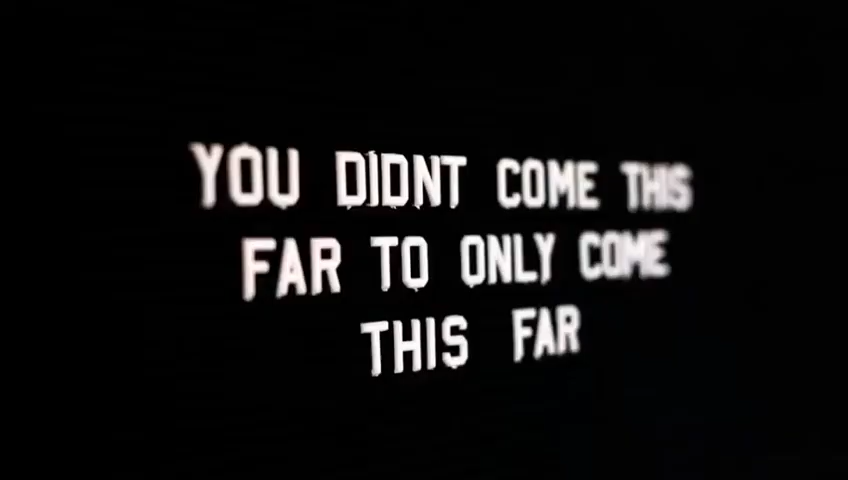 YOU DIDNT COME THIS
FAR TO ONLY COME
THIS FAR